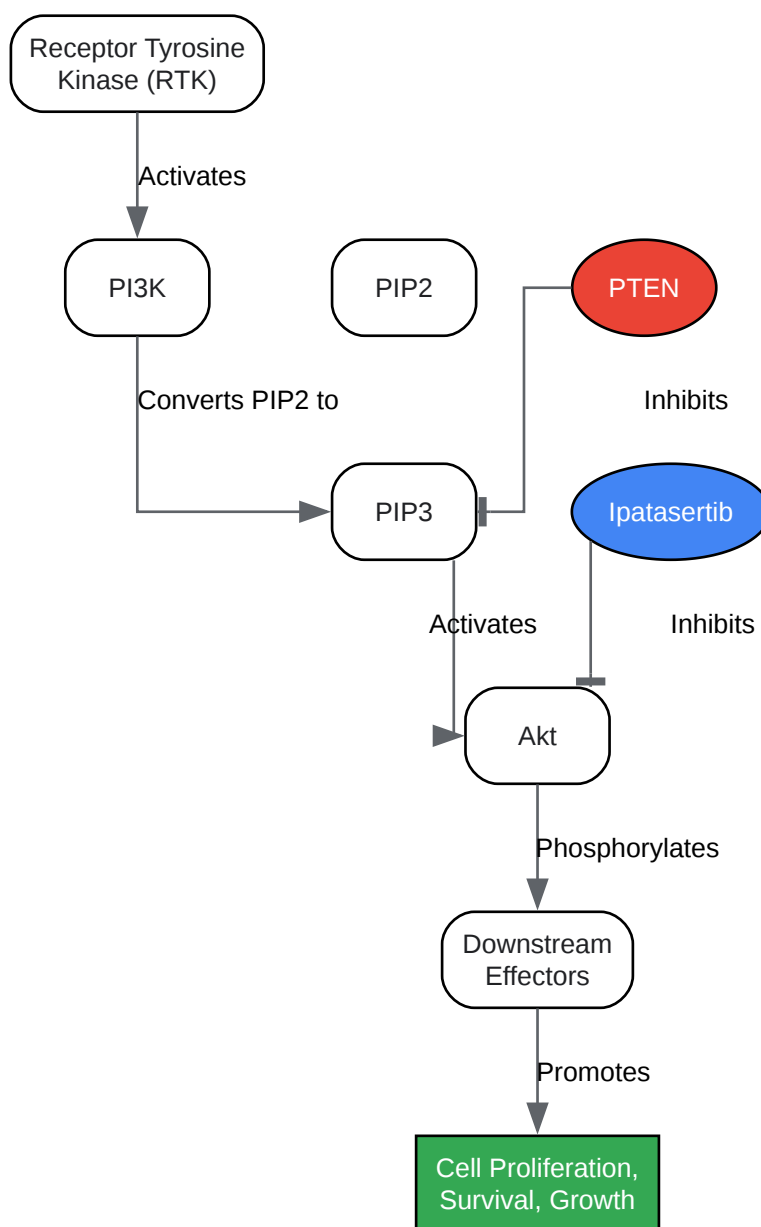 Receptor Tyrosine
Kinase (RTK)
Activates
PI3K
PIP2
PTEN
Converts PIP2 to
Inhibits
PIP3
Ipatasertib
Activates
Inhibits
Akt
Phosphorylates
Downstream
Effectors
Promotes
Cell Proliferation,
Survival, Growth